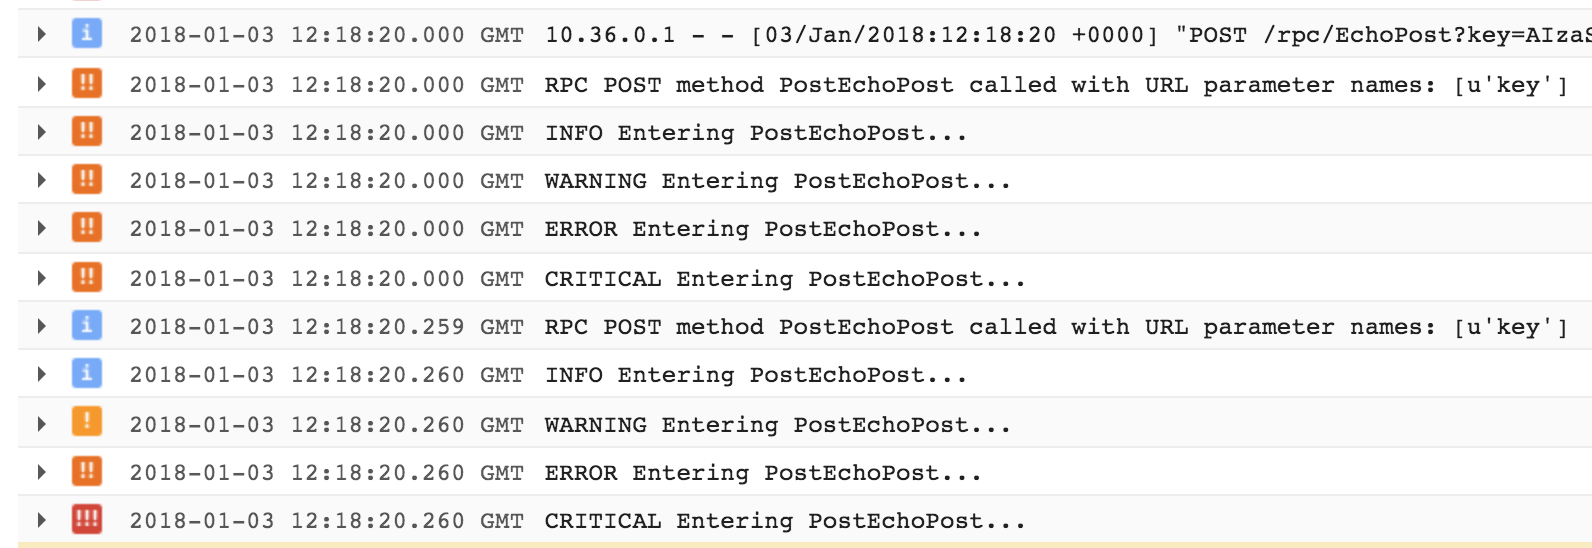 i 2018-01-03 12:18:20.000 GMT 10.36.0.1 - - [03/Jan/2018:12:18:20 +0000] "POST /rpc/EchoPost?key=AIzaS
!! 2018-01-03 12:18:20.000 GMT RPC POST method PostEchoPost called with URL parameter names: [u'key']
!! 2018-01-03 12:18:20.000 GMT INFO Entering PostEchoPost...
!! 2018-01-03 12:18:20.000 GMT WARNING Entering PostEchoPost...
!! 2018-01-03 12:18:20.000 GMT ERROR Entering PostEchoPost...
!! 2018-01-03 12:18:20.000 GMT CRITICAL Entering PostEchoPost...
i 2018-01-03 12:18:20.259 GMT RPC POST method PostEchoPost called with URL parameter names: [u'key']
i 2018-01-03 12:18:20.260 GMT INFO Entering PostEchoPost...
! 2018-01-03 12:18:20.260 GMT WARNING Entering PostEchoPost...
!! 2018-01-03 12:18:20.260 GMT ERROR Entering PostEchoPost...
!!! 2018-01-03 12:18:20.260 GMT CRITICAL Entering PostEchoPost...